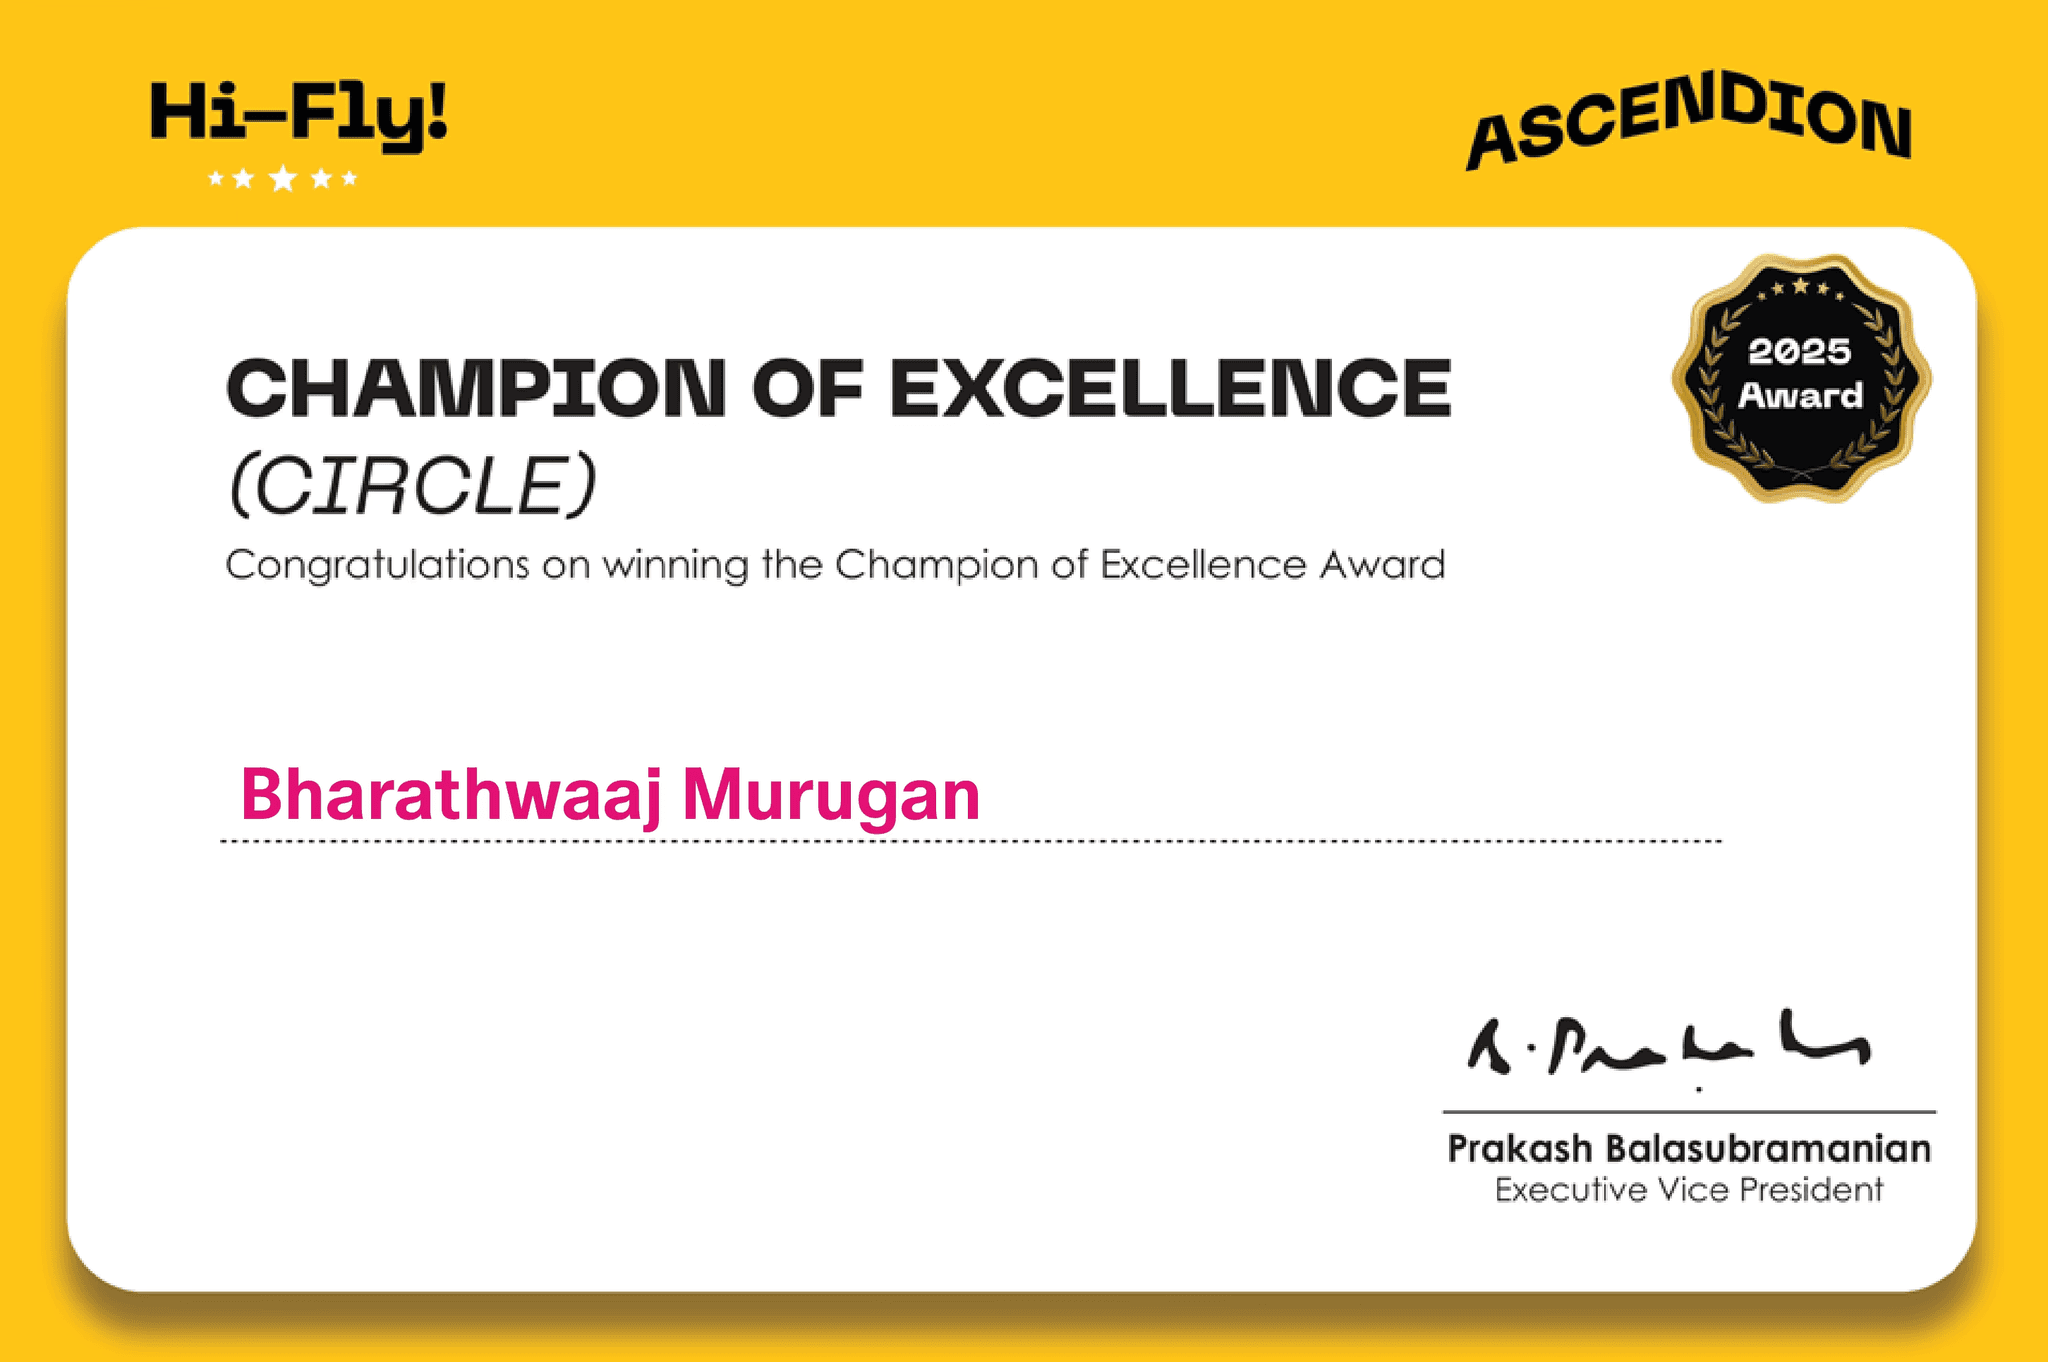 Hi-Fly!
ASCENDION
2025
Award
CHAMPION OF EXCELLENCE
(CIRCLE)
Congratulations on winning the Champion of Excellence Award
Bharathwaaj Murugan
Prakash Balasubramanian
Executive Vice President